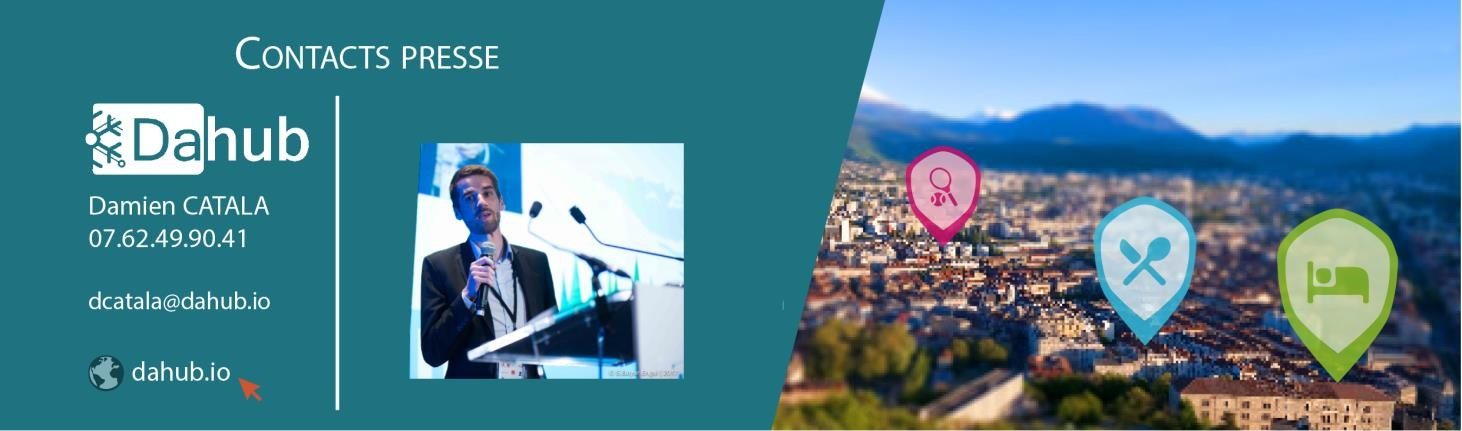 CONTACTS PRESSE
Dahub
Damien CATALA
07.62.49.90.41
dcatala@dahub.io
dahub.io